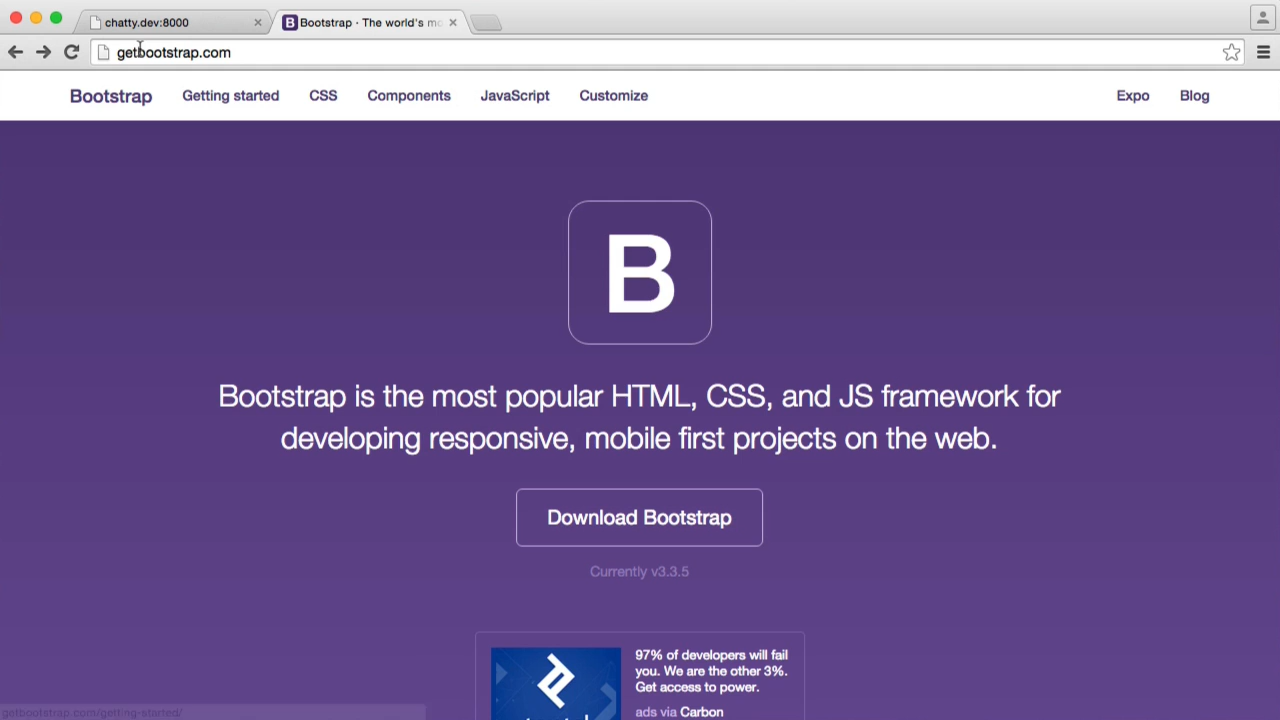 chatty.dev:8000
B Bootstrap · The world's mo
getbootstrap.com
Bootstrap Getting started CSS Components JavaScript Customize Expo Blog
B
Bootstrap is the most popular HTML, CSS, and JS framework for
developing responsive, mobile first projects on the web.
Download Bootstrap
Currently v3.3.5
97% of developers will fail
you. We are the other 3%.
Get access to power.
ads via Carbon
getbootstrap.com/getting-started/